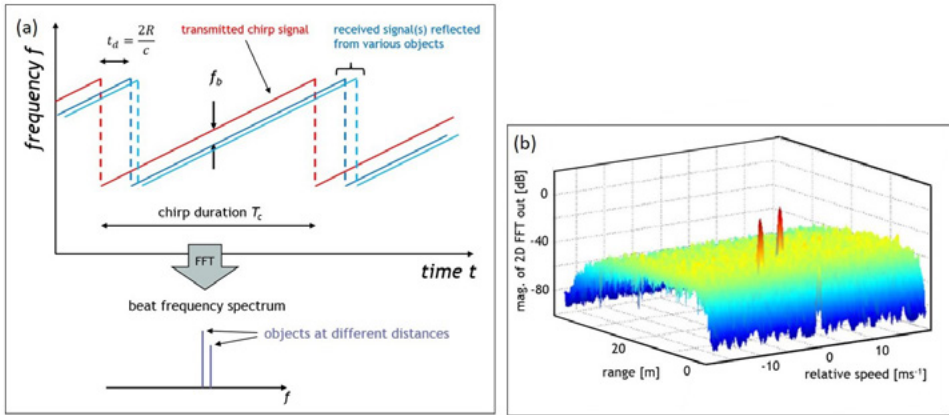 (a)
t_d = 2R/c
transmitted chirp signal
received signal(s) reflected
from various objects
frequency f
f_b
chirp duration T_c
FFT
time t
beat frequency spectrum
objects at different distances
f
(b)
mag. of 2D FFT out [dB]
0
-40
-80
20
0
range [m]
-10
0
10
relative speed [ms⁻¹]